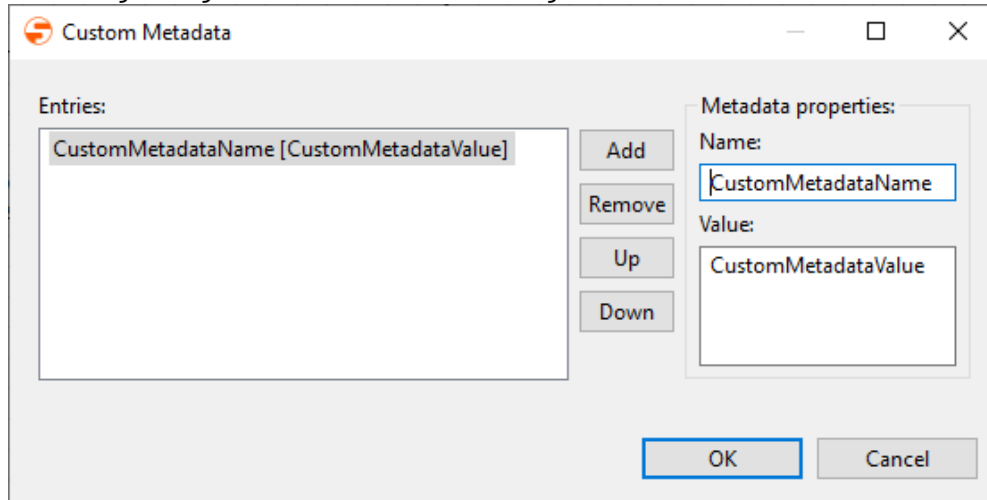 Custom Metadata
Entries:
CustomMetadataName [CustomMetadataValue]
Add
Remove
Up
Down
Metadata properties:
Name:
CustomMetadataName
Value:
CustomMetadataValue
OK
Cancel